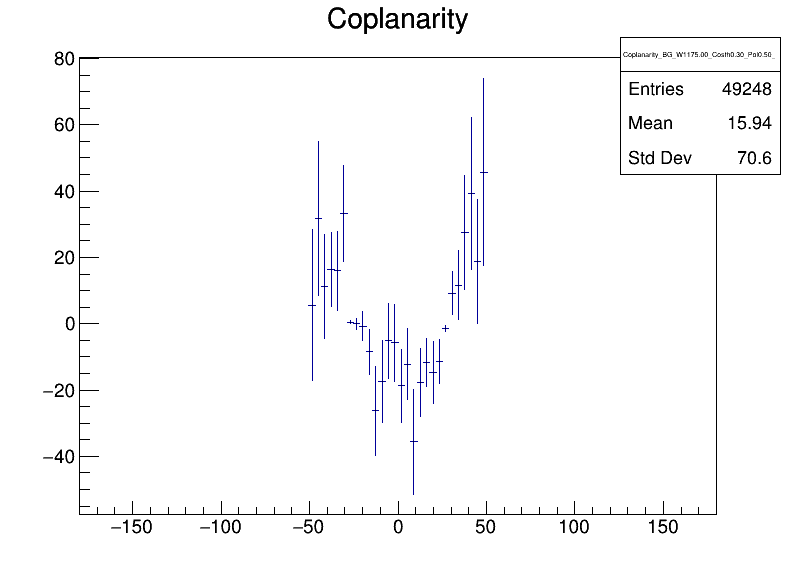 Coplanarity
Coplanarity_BG_W1175.00_Costh0.30_Pol0.50_
Entries 49248
Mean 15.94
Std Dev 70.6
80
60
40
20
0
−20
−40
−150 −100 −50 0 50 100 150